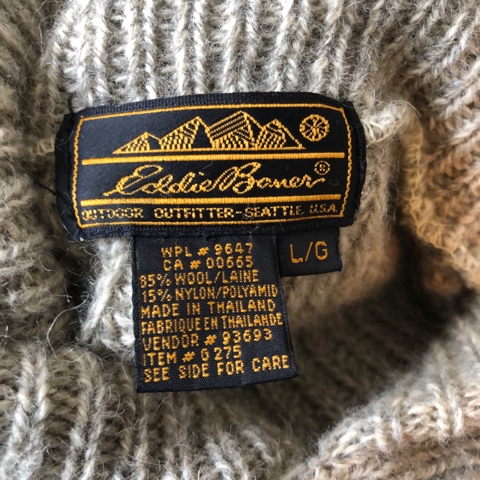 Eddie Bauer®
OUTDOOR OUTFITTER-SEATTLE, U.S.A.
L/G
WPL # 9647
CA # 00665
85% WOOL/LAINE
15% NYLON/POLYAMID
MADE IN THAILAND
FABRIQUE EN THAILANDE
VENDOR # 93693
ITEM # 0275
SEE SIDE FOR CARE